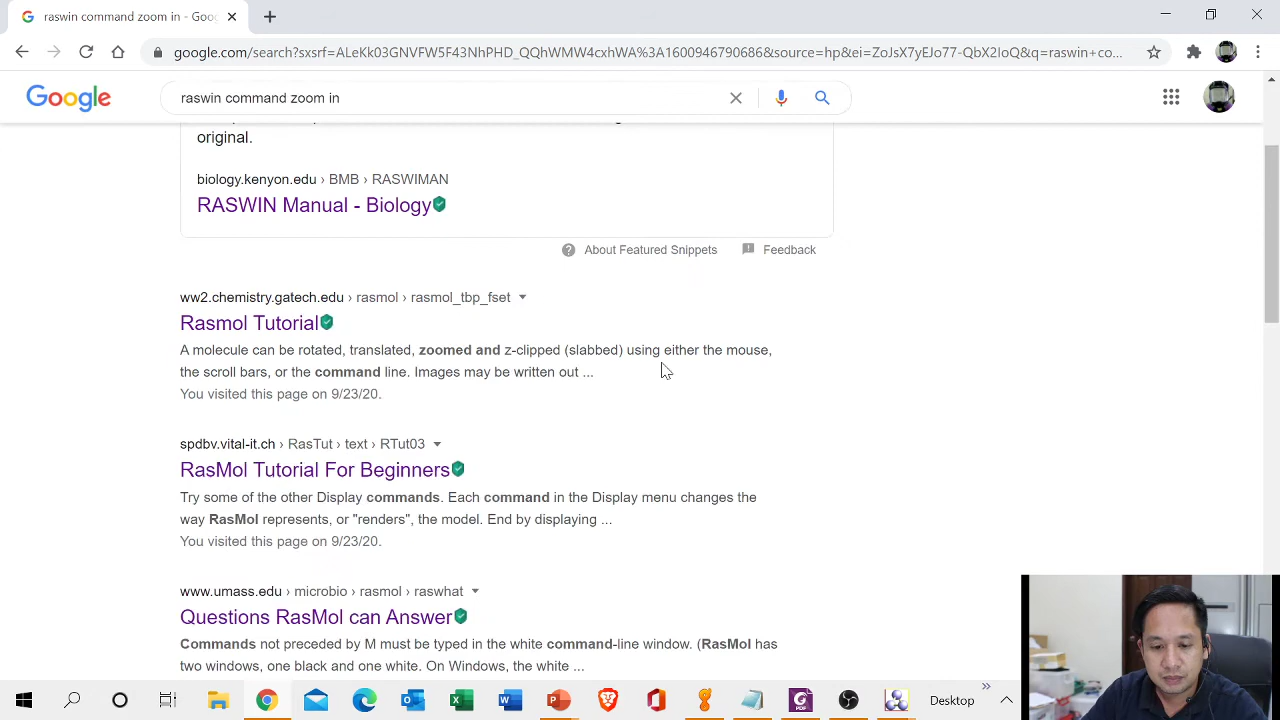 raswin command zoom in - Goo
google.com/search?sxsrf=ALeKk03GNVFW5F43NhPHD_QQhWMW4cxhWA%3A1600946790686&source=hp&ei=ZoJsX7yEJo77-QbX2IoQ&q=raswin+co...
Google
raswin command zoom in
original.
biology.kenyon.edu › BMB › RASWIMAN
RASWIN Manual - Biology
About Featured Snippets
Feedback
ww2.chemistry.gatech.edu › rasmol › rasmol_tbp_fset
Rasmol Tutorial
A molecule can be rotated, translated, zoomed and z-clipped (slabbed) using either the mouse,
the scroll bars, or the command line. Images may be written out ...
You visited this page on 9/23/20.
spdbv.vital-it.ch › RasTut › text › RTut03
RasMol Tutorial For Beginners
Try some of the other Display commands. Each command in the Display menu changes the
way RasMol represents, or "renders", the model. End by displaying ...
You visited this page on 9/23/20.
www.umass.edu › microbio › rasmol › raswhat
Questions RasMol can Answer
Commands not preceded by M must be typed in the white command-line window. (RasMol has
two windows, one black and one white. On Windows, the white ...
Desktop